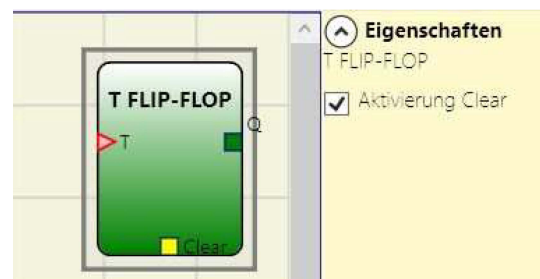 T FLIP-FLOP
T
Q
Clear
Eigenschaften
T FLIP-FLOP
Aktivierung Clear